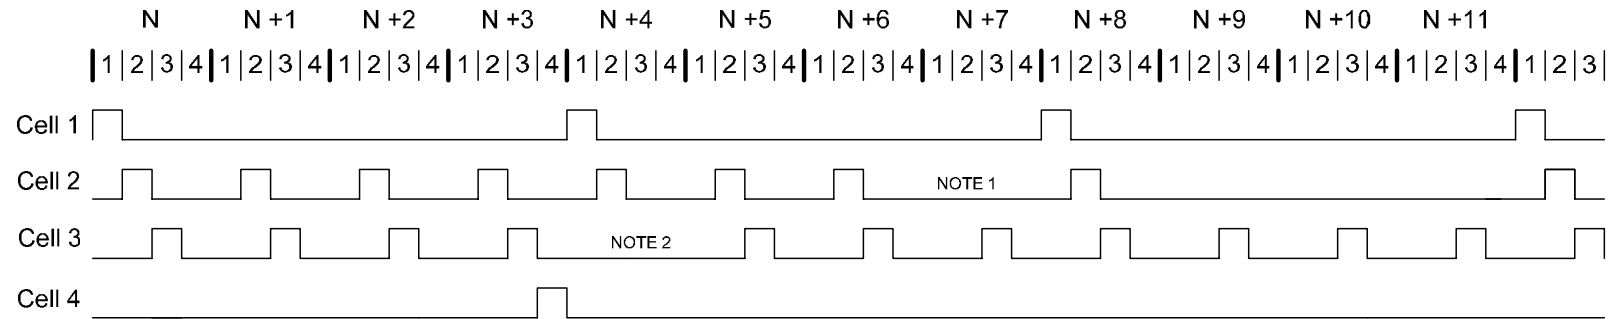 N N +1 N +2 N +3 N +4 N +5 N +6 N +7 N +8 N +9 N +10 N +11
1 2 3 4 1 2 3 4 1 2 3 4 1 2 3 4 1 2 3 4 1 2 3 4 1 2 3 4 1 2 3 4 1 2 3 4 1 2 3 4 1 2 3 4 1 2 3 4 1 2 3
Cell 1
Cell 2 NOTE 1
Cell 3 NOTE 2
Cell 4